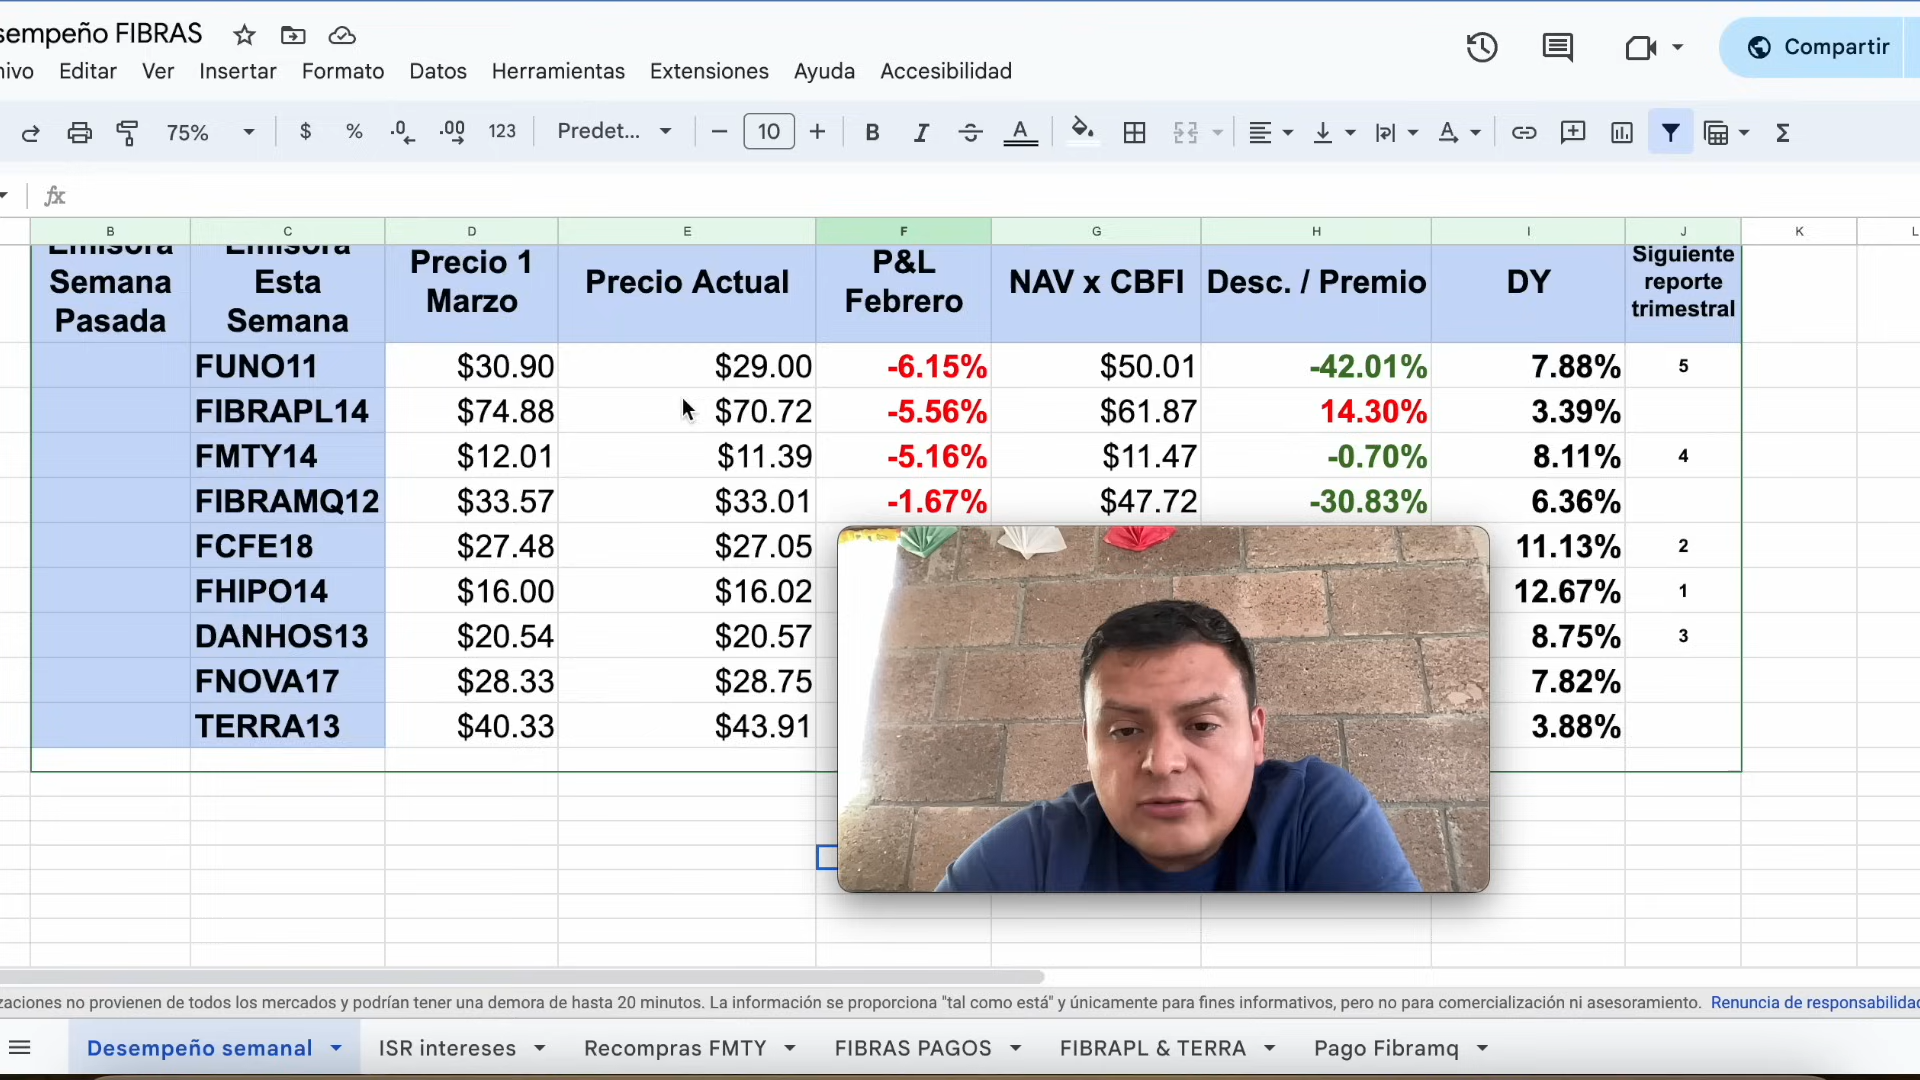 sempeño FIBRAS
Compartir
ivo Editar Ver Insertar Formato Datos Herramientas Extensiones Ayuda Accesibilidad
75% $ % .0 .00 123 Predet... − 10 + B I S A Σ
fx
B C D E F G H I J K L
Emisora Semana Pasada Emisora Esta Semana Precio 1 Marzo Precio Actual P&L Febrero NAV x CBFI Desc. / Premio DY Siguiente reporte trimestral
FUNO11 $30.90 $29.00 -6.15% $50.01 -42.01% 7.88% 5
FIBRAPL14 $74.88 $70.72 -5.56% $61.87 14.30% 3.39%
FMTY14 $12.01 $11.39 -5.16% $11.47 -0.70% 8.11% 4
FIBRAMQ12 $33.57 $33.01 -1.67% $47.72 -30.83% 6.36%
FCFE18 $27.48 $27.05 11.13% 2
FHIPO14 $16.00 $16.02 12.67% 1
DANHOS13 $20.54 $20.57 8.75% 3
FNOVA17 $28.33 $28.75 7.82%
TERRA13 $40.33 $43.91 3.88%
zaciones no provienen de todos los mercados y podrían tener una demora de hasta 20 minutos. La información se proporciona "tal como está" y únicamente para fines informativos, pero no para comercialización ni asesoramiento. Renuncia de responsabilidad
Desempeño semanal ISR intereses Recompras FMTY FIBRAS PAGOS FIBRAPL & TERRA Pago Fibramq